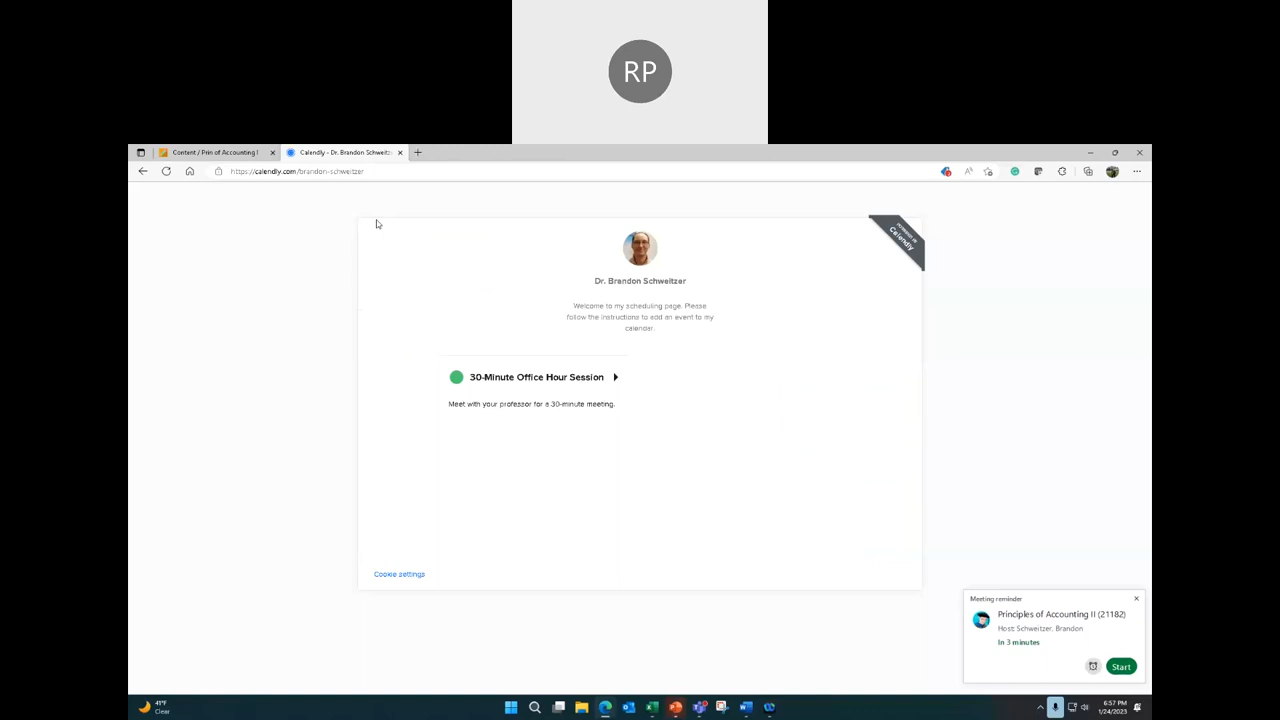 RP
Content / Prin of Accounting I
Calendly - Dr. Brandon Schweitz
https://calendly.com/brandon-schweitzer
POWERED BY
Calendly
Dr. Brandon Schweitzer
Welcome to my scheduling page. Please
follow the instructions to add an event to my
calendar.
30-Minute Office Hour Session
Meet with your professor for a 30-minute meeting.
Cookie settings
Meeting reminder
Principles of Accounting II (21182)
Host: Schweitzer, Brandon
In 3 minutes
Start
41°F
Clear
6:57 PM
1/24/2023